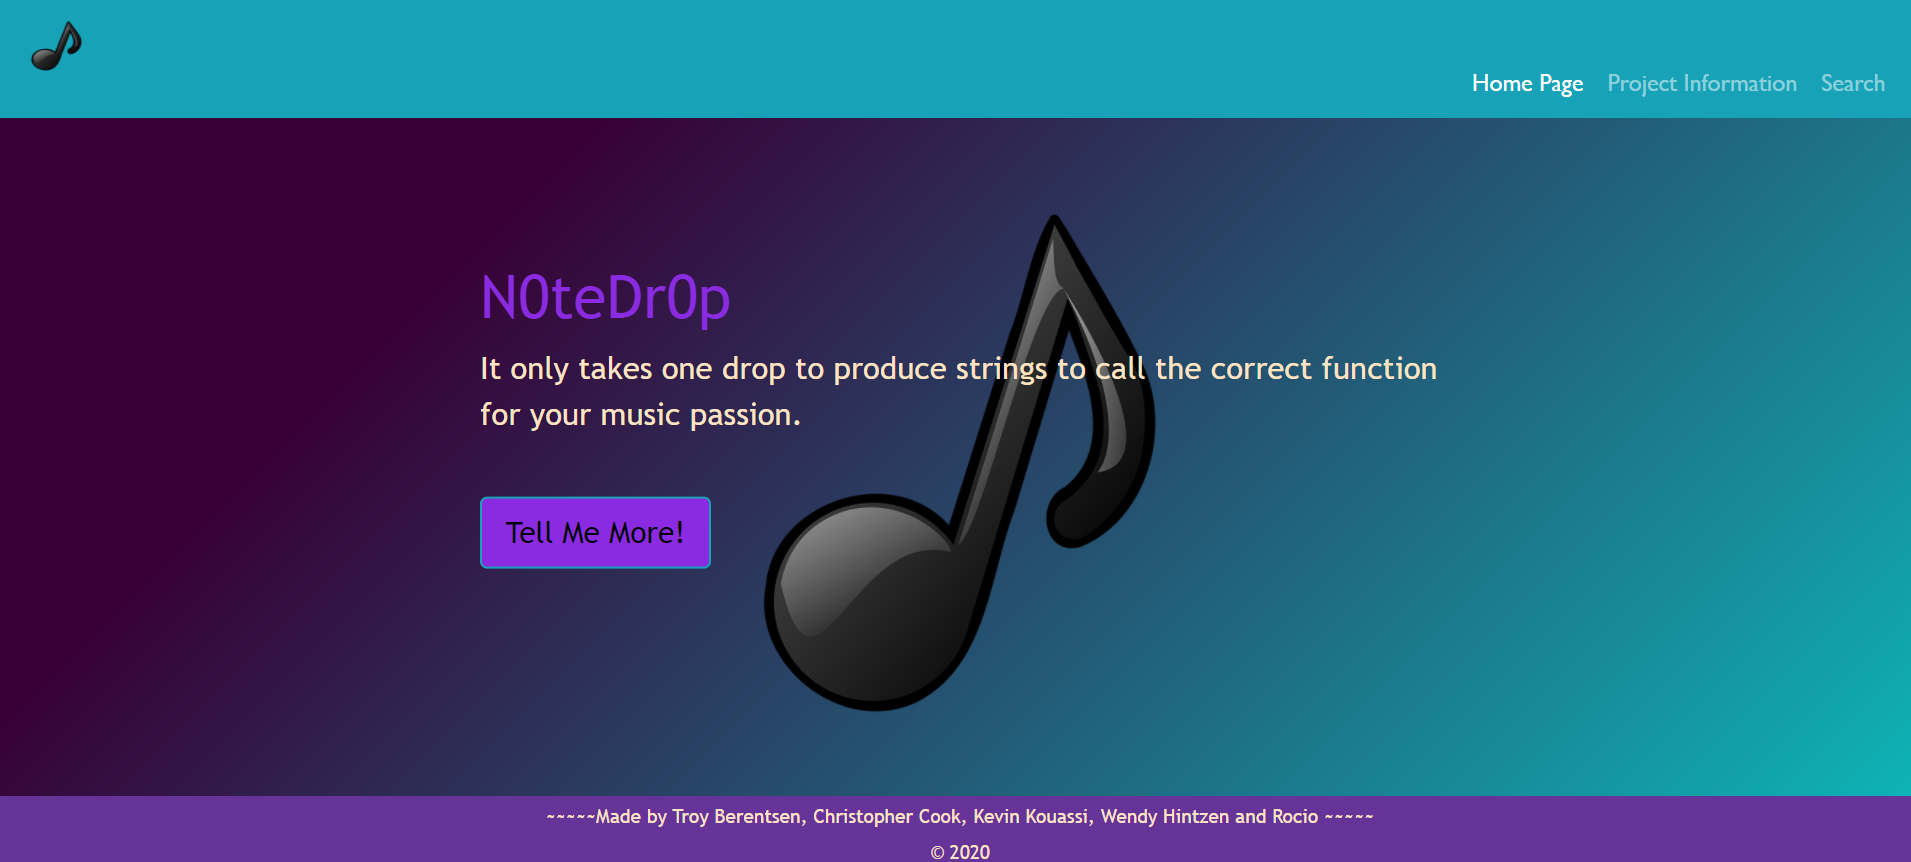 Home Page Project Information Search
N0teDr0p
It only takes one drop to produce strings to call the correct function
for your music passion.
Tell Me More!
~~~~~Made by Troy Berentsen, Christopher Cook, Kevin Kouassi, Wendy Hintzen and Rocio ~~~~~
© 2020